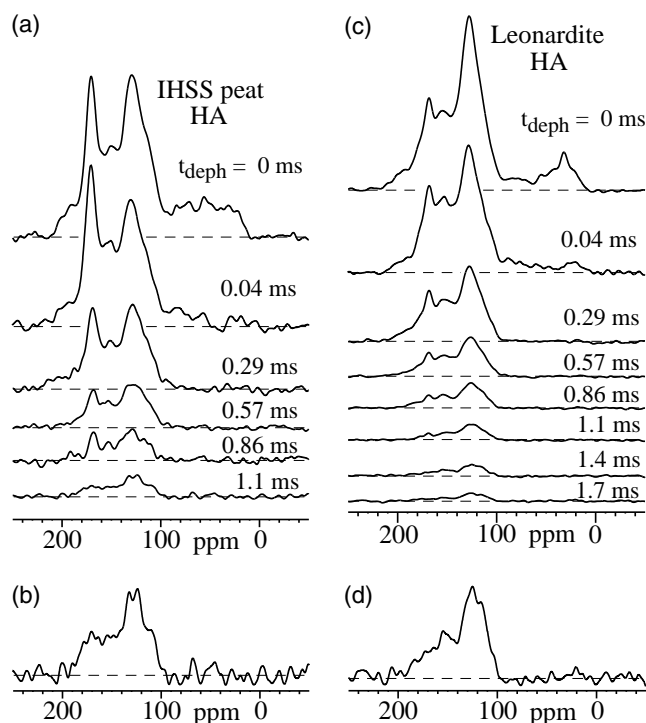 (a)
IHSS peat
HA
t_deph = 0 ms
0.04 ms
0.29 ms
0.57 ms
0.86 ms
1.1 ms
200 100 ppm 0
(b)
200 100 ppm 0
(c)
Leonardite
HA
t_deph = 0 ms
0.04 ms
0.29 ms
0.57 ms
0.86 ms
1.1 ms
1.4 ms
1.7 ms
200 100 ppm 0
(d)
200 100 ppm 0